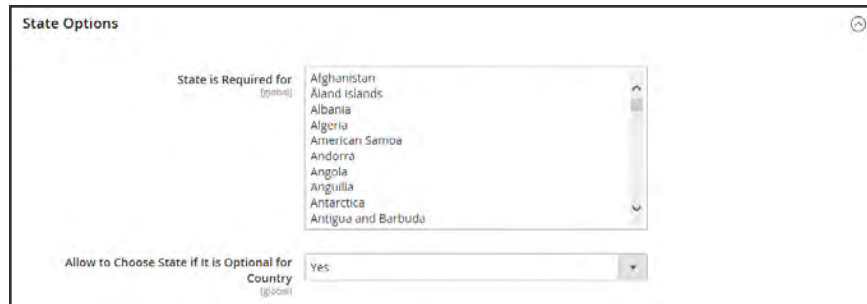 State Options
State is Required for
[global]
Afghanistan
Åland Islands
Albania
Algeria
American Samoa
Andorra
Angola
Anguilla
Antarctica
Antigua and Barbuda
Allow to Choose State if It is Optional for
Country
[global]
Yes